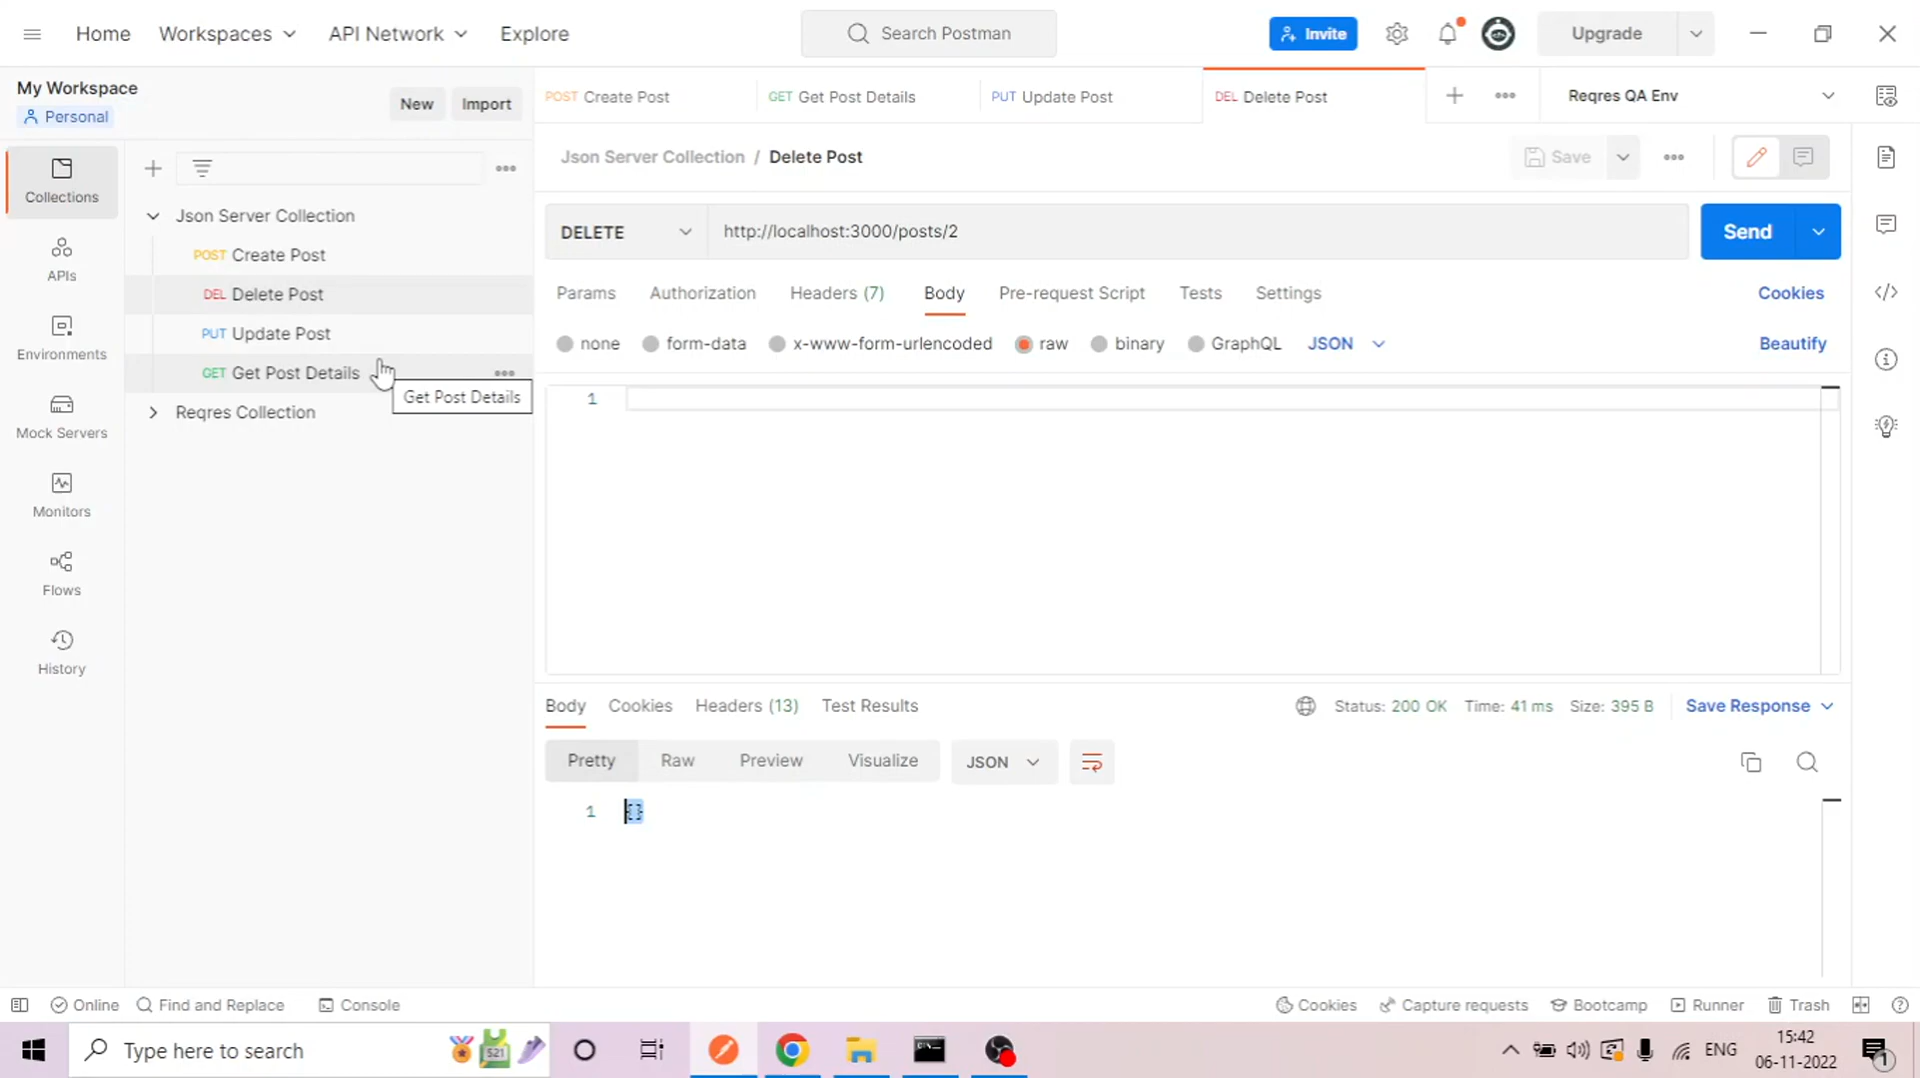 Home Workspaces API Network Explore Search Postman Invite Upgrade
My Workspace
Personal
New Import
POST Create Post GET Get Post Details PUT Update Post DEL Delete Post Reqres QA Env
Json Server Collection / Delete Post Save
Collections
APIs
Environments
Mock Servers
Monitors
Flows
History
Json Server Collection
POST Create Post
DEL Delete Post
PUT Update Post
GET Get Post Details
Get Post Details
Reqres Collection
DELETE http://localhost:3000/posts/2 Send
Params Authorization Headers (7) Body Pre-request Script Tests Settings Cookies
none form-data x-www-form-urlencoded raw binary GraphQL JSON Beautify
1
Body Cookies Headers (13) Test Results Status: 200 OK Time: 41 ms Size: 395 B Save Response
Pretty Raw Preview Visualize JSON
1 {}
Online Find and Replace Console Cookies Capture requests Bootcamp Runner Trash
Type here to search ENG 15:42
06-11-2022 1